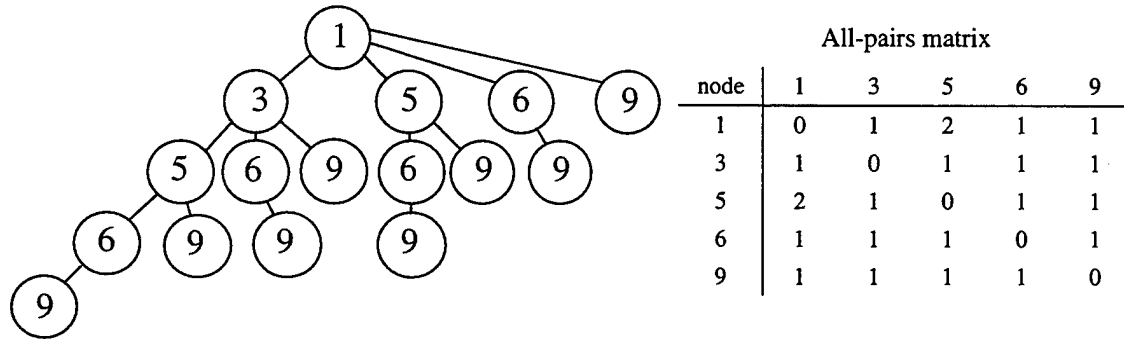 1
All-pairs matrix
3 5 6 9
node 1 3 5 6 9
1 0 1 2 1 1
3 1 0 1 1 1
5 6 9 6 9 9
5 2 1 0 1 1
6 9 9 9
6 1 1 1 0 1
9 1 1 1 1 0
9